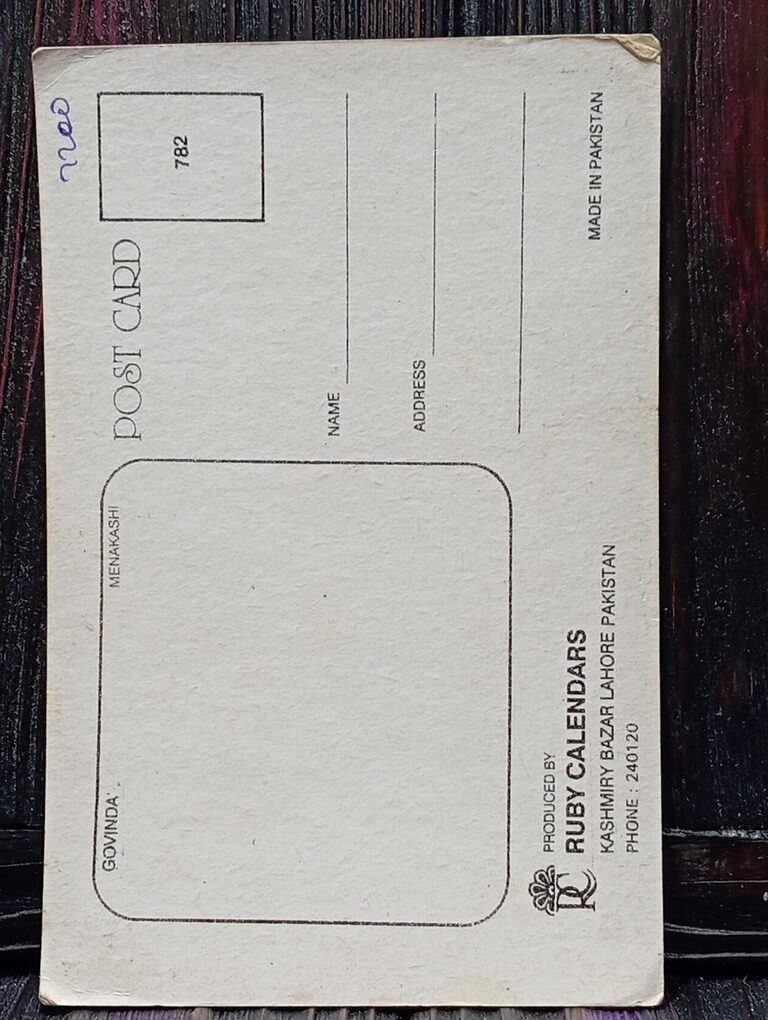 GOVINDA
MENAKASHI
PRODUCED BY
RUBY CALENDARS
KASHMIRY BAZAR LAHORE PAKISTAN
PHONE : 240120
POST CARD
782
NAME
ADDRESS
MADE IN PAKISTAN